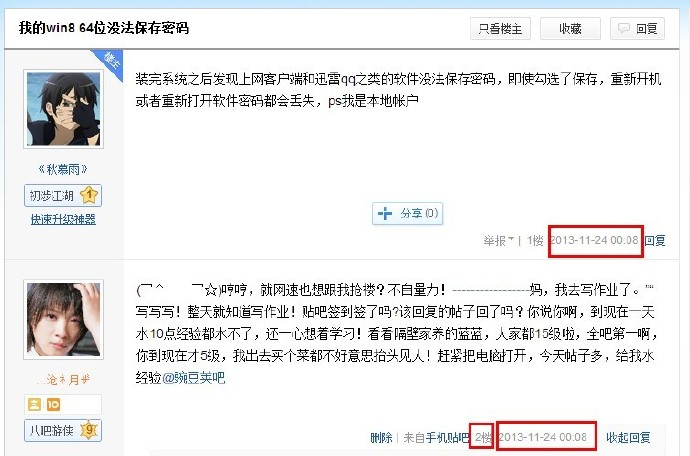 我的win8 64位没法保存密码
只看楼主 收藏 回复
楼主
装完系统之后发现上网客户端和迅雷qq之类的软件没法保存密码，即使勾选了保存，重新开机
或者重新打开软件密码都会丢失，ps我是本地帐户
《秋慕雨》
初涉江湖 1
快速升级神器
分享(0)
举报 | 1楼 2013-11-24 00:08 回复
(￣^ ￣☆)哼哼，就网速也想跟我抢楼？不自量力！-----------------妈，我去写作业了。""
写写写！整天就知道写作业！贴吧签到签了吗?该回复的帖子回了吗？你说你啊，到现在一天
水10点经验都水不了，还一心想着学习！看看隔壁家养的蓝蓝，人家都15级啦，全吧第一啊，
你到现在才5级，我出去买个菜都不好意思抬头见人！赶紧把电脑打开，今天帖子多，给我水
经验@豌豆荚吧
10
八吧游侠 9
删除 | 来自手机贴吧 2楼 2013-11-24 00:08 收起回复